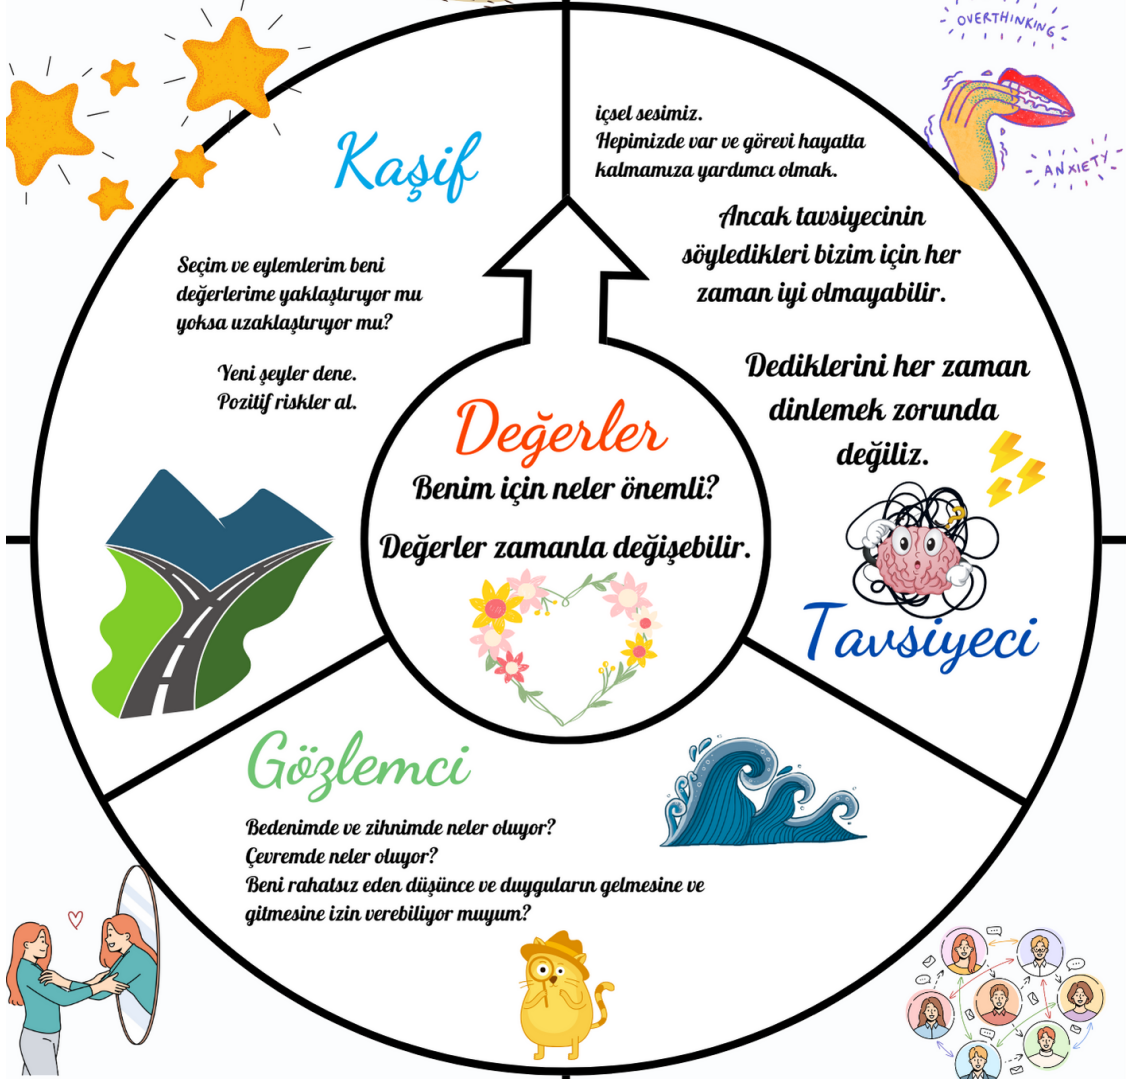 OVERTHINKING
ANXIETY
Kaşif
Seçim ve eylemlerim beni
değerlerime yaklaştırıyor mu
yoksa uzaklaştırıyor mu?
Yeni şeyler dene.
Pozitif riskler al.
içsel sesimiz.
Hepimizde var ve görevi hayatta
kalmamıza yardımcı olmak.
Ancak tavsiyecinin
söyledikleri bizim için her
zaman iyi olmayabilir.
Dediklerini her zaman
dinlemek zorunda
değiliz.
Tavsiyeci
Değerler
Benim için neler önemli?
Değerler zamanla değişebilir.
Gözlemci
Bedenimde ve zihnimde neler oluyor?
Çevremde neler oluyor?
Beni rahatsız eden düşünce ve duyguların gelmesine ve
gitmesine izin verebiliyor muyum?